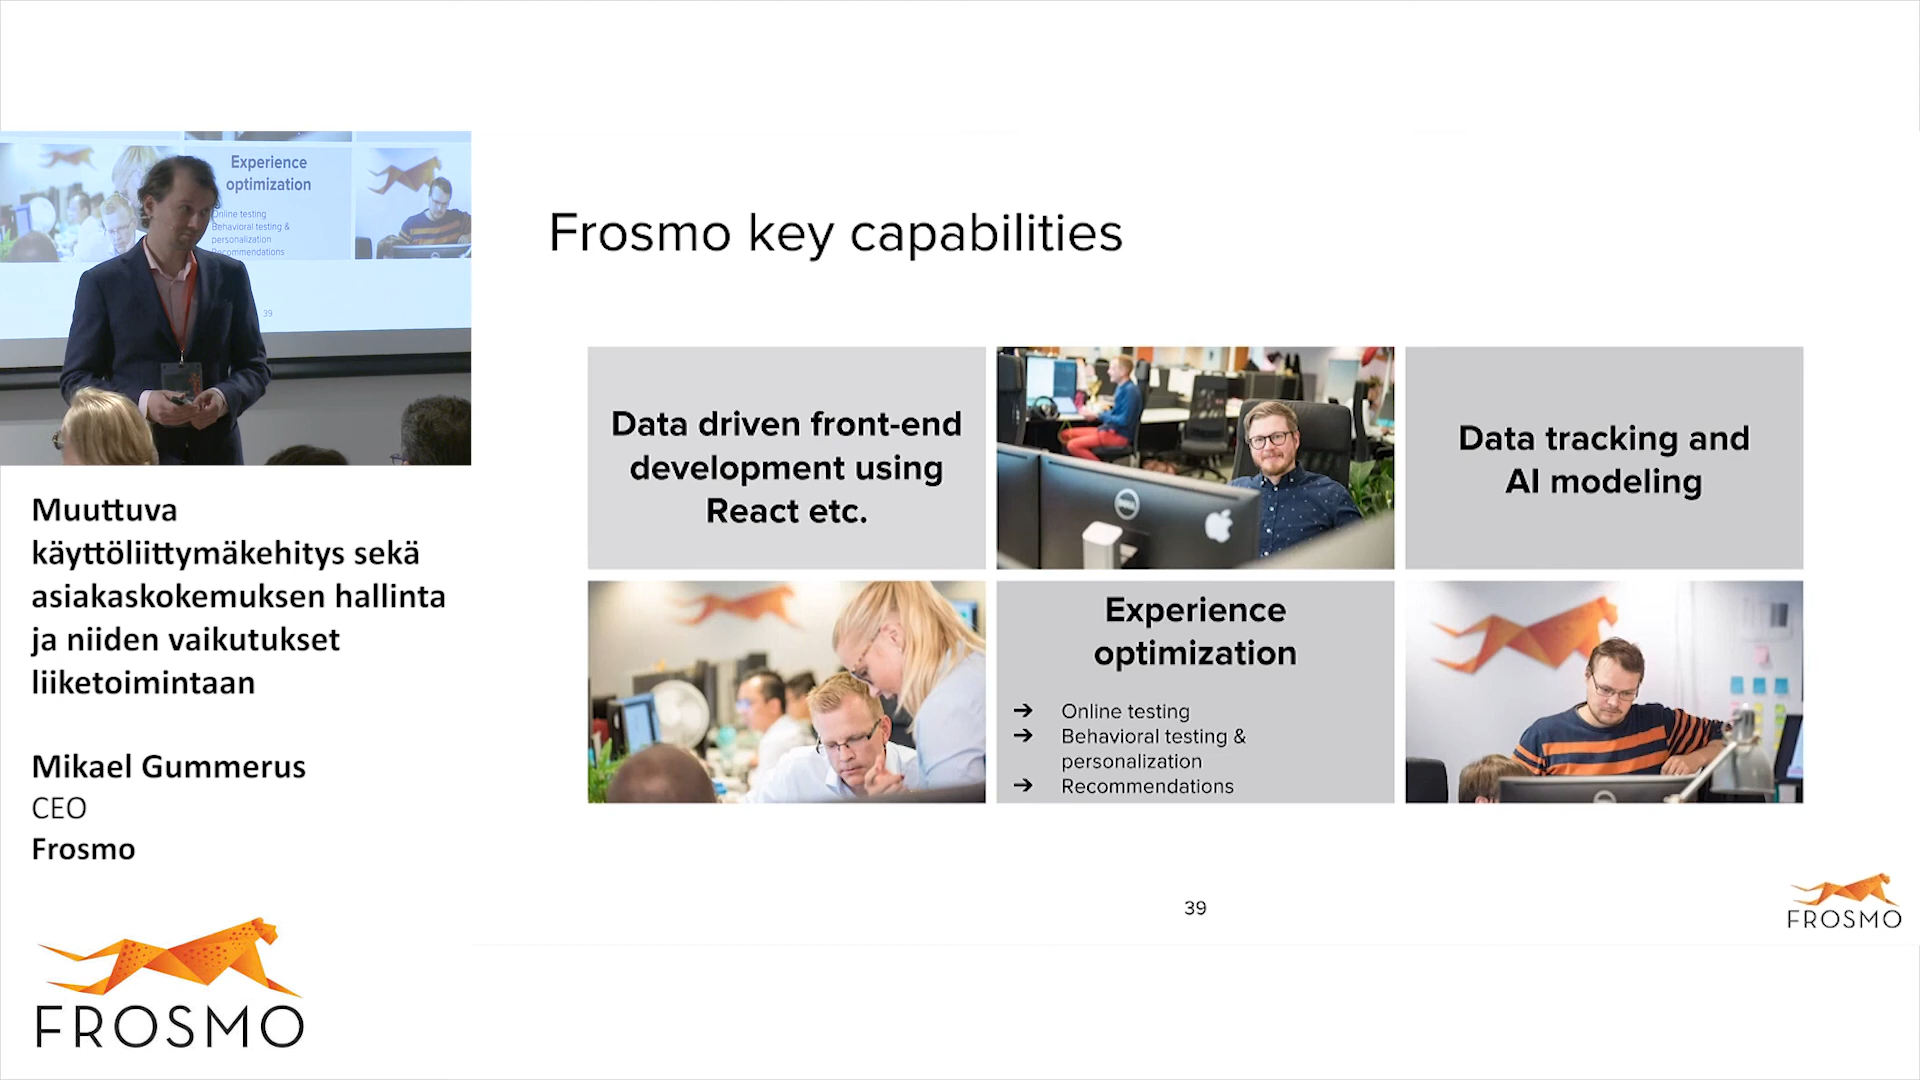 Experience
optimization
Online testing
Behavioral testing &
personalization
Recommendations
39
Muuttuva
käyttöliittymäkehitys sekä
asiakaskokemuksen hallinta
ja niiden vaikutukset
liiketoimintaan
Mikael Gummerus
CEO
Frosmo
FROSMO
Frosmo key capabilities
Data driven front-end
development using
React etc.
Data tracking and
AI modeling
Experience
optimization
➔ Online testing
➔ Behavioral testing &
personalization
➔ Recommendations
39
FROSMO